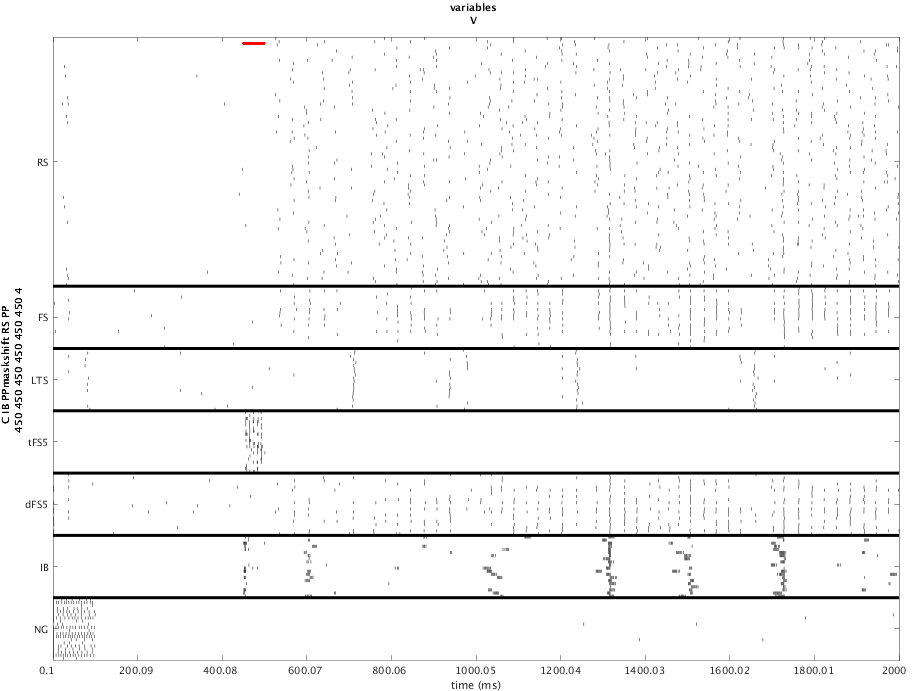 variables
V
RS
FS
LTS
tFS5
dFS5
IB
NG
C IB PPmaskshift RS PP
450 450 450 450 450 450 4
0.1 200.09 400.08 600.07 800.06 1000.05 1200.04 1400.03 1600.02 1800.01 2000
time (ms)